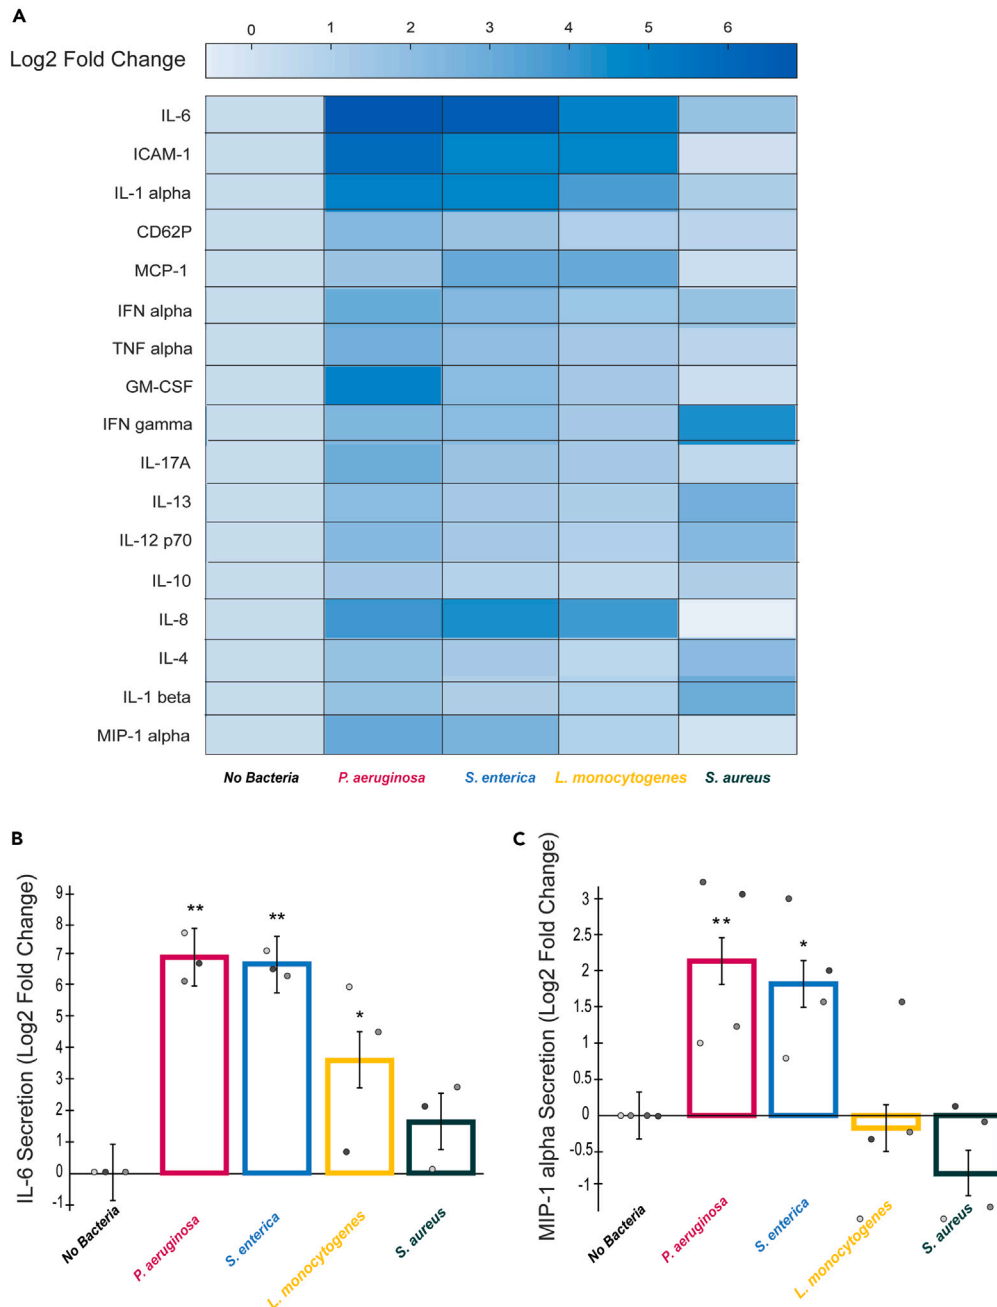 A
Log2 Fold Change
0 1 2 3 4 5 6
IL-6
ICAM-1
IL-1 alpha
CD62P
MCP-1
IFN alpha
TNF alpha
GM-CSF
IFN gamma
IL-17A
IL-13
IL-12 p70
IL-10
IL-8
IL-4
IL-1 beta
MIP-1 alpha
No Bacteria P. aeruginosa S. enterica L. monocytogenes S. aureus
B
IL-6 Secretion (Log2 Fold Change)
9
8
7
6
5
4
3
2
1
0
-1
**
**
*
No Bacteria
P. aeruginosa
S. enterica
L. monocytogenes
S. aureus
C
MIP-1 alpha Secretion (Log2 Fold Change)
3
2.5
2
1.5
1
0.5
0
-0.5
-1
**
*
No Bacteria
P. aeruginosa
S. enterica
L. monocytogenes
S. aureus